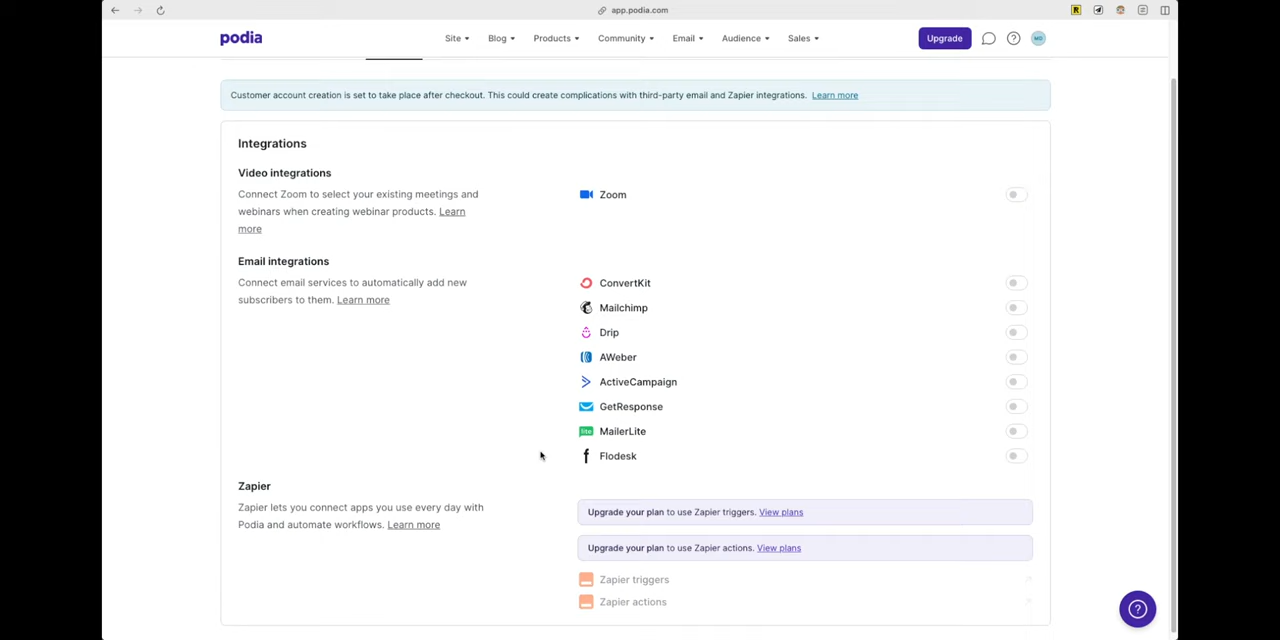 app.podia.com
R
podia
Site
Blog
Products
Community
Email
Audience
Sales
Upgrade
MD
Customer account creation is set to take place after checkout. This could create complications with third-party email and Zapier integrations. Learn more
Integrations
Video integrations
Connect Zoom to select your existing meetings and
webinars when creating webinar products. Learn
more
Zoom
Email integrations
Connect email services to automatically add new
subscribers to them. Learn more
ConvertKit
Mailchimp
Drip
AWeber
ActiveCampaign
GetResponse
lite MailerLite
Flodesk
Zapier
Zapier lets you connect apps you use every day with
Podia and automate workflows. Learn more
Upgrade your plan to use Zapier triggers. View plans
Upgrade your plan to use Zapier actions. View plans
Zapier triggers
Zapier actions